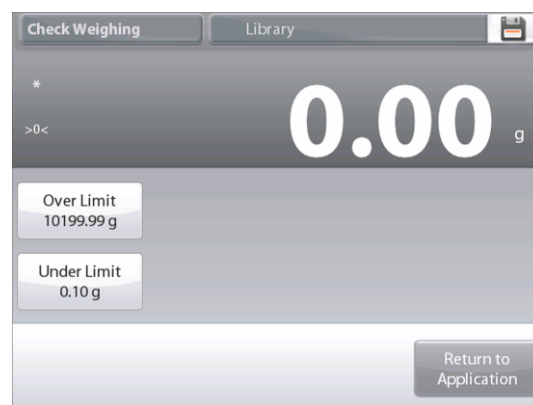 Check Weighing
Library
*
>0<
0.00 g
Over Limit
10199.99 g
Under Limit
0.10 g
Return to
Application